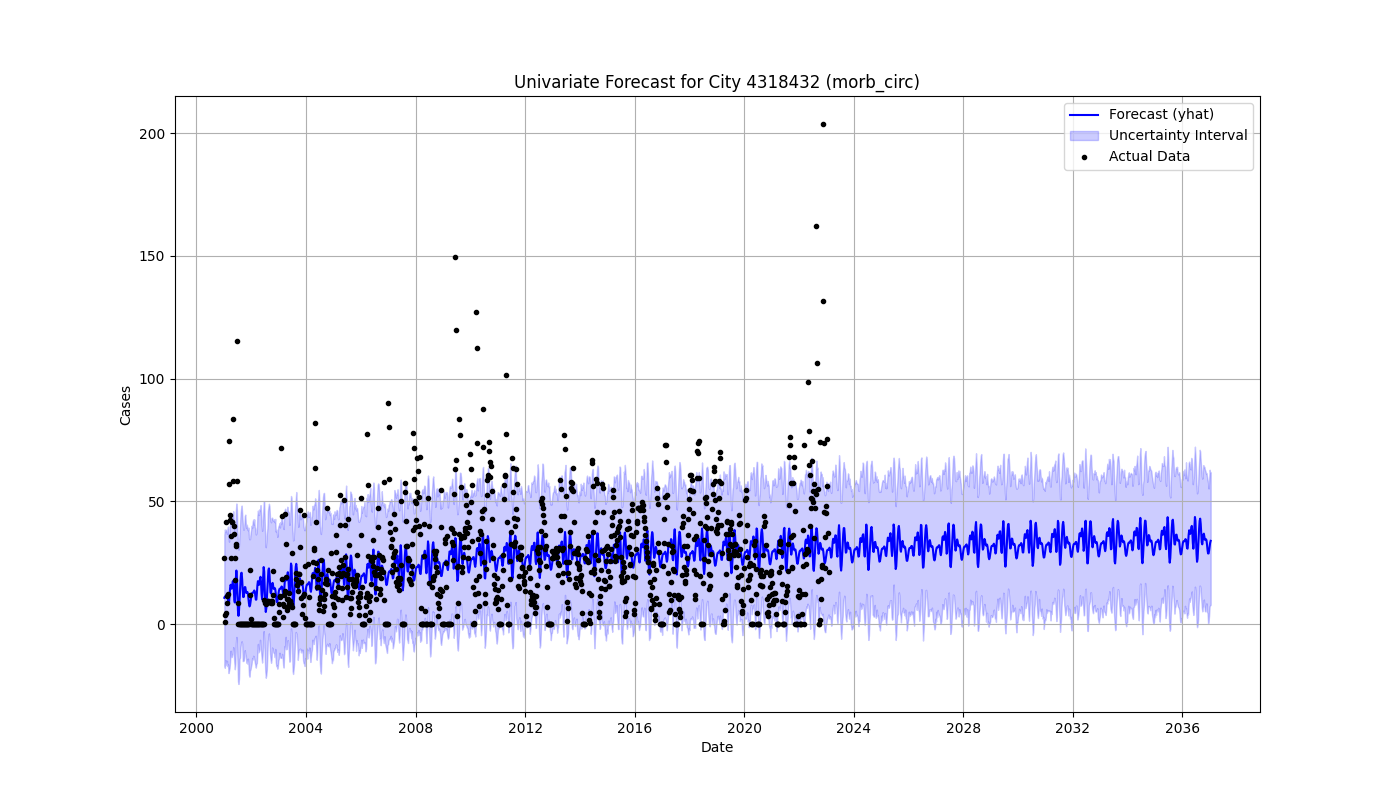 Univariate Forecast for City 4318432 (morb_circ)
Forecast (yhat)
Uncertainty Interval
Actual Data
200
150
100
50
0
Cases
2000 2004 2008 2012 2016 2020 2024 2028 2032 2036
Date